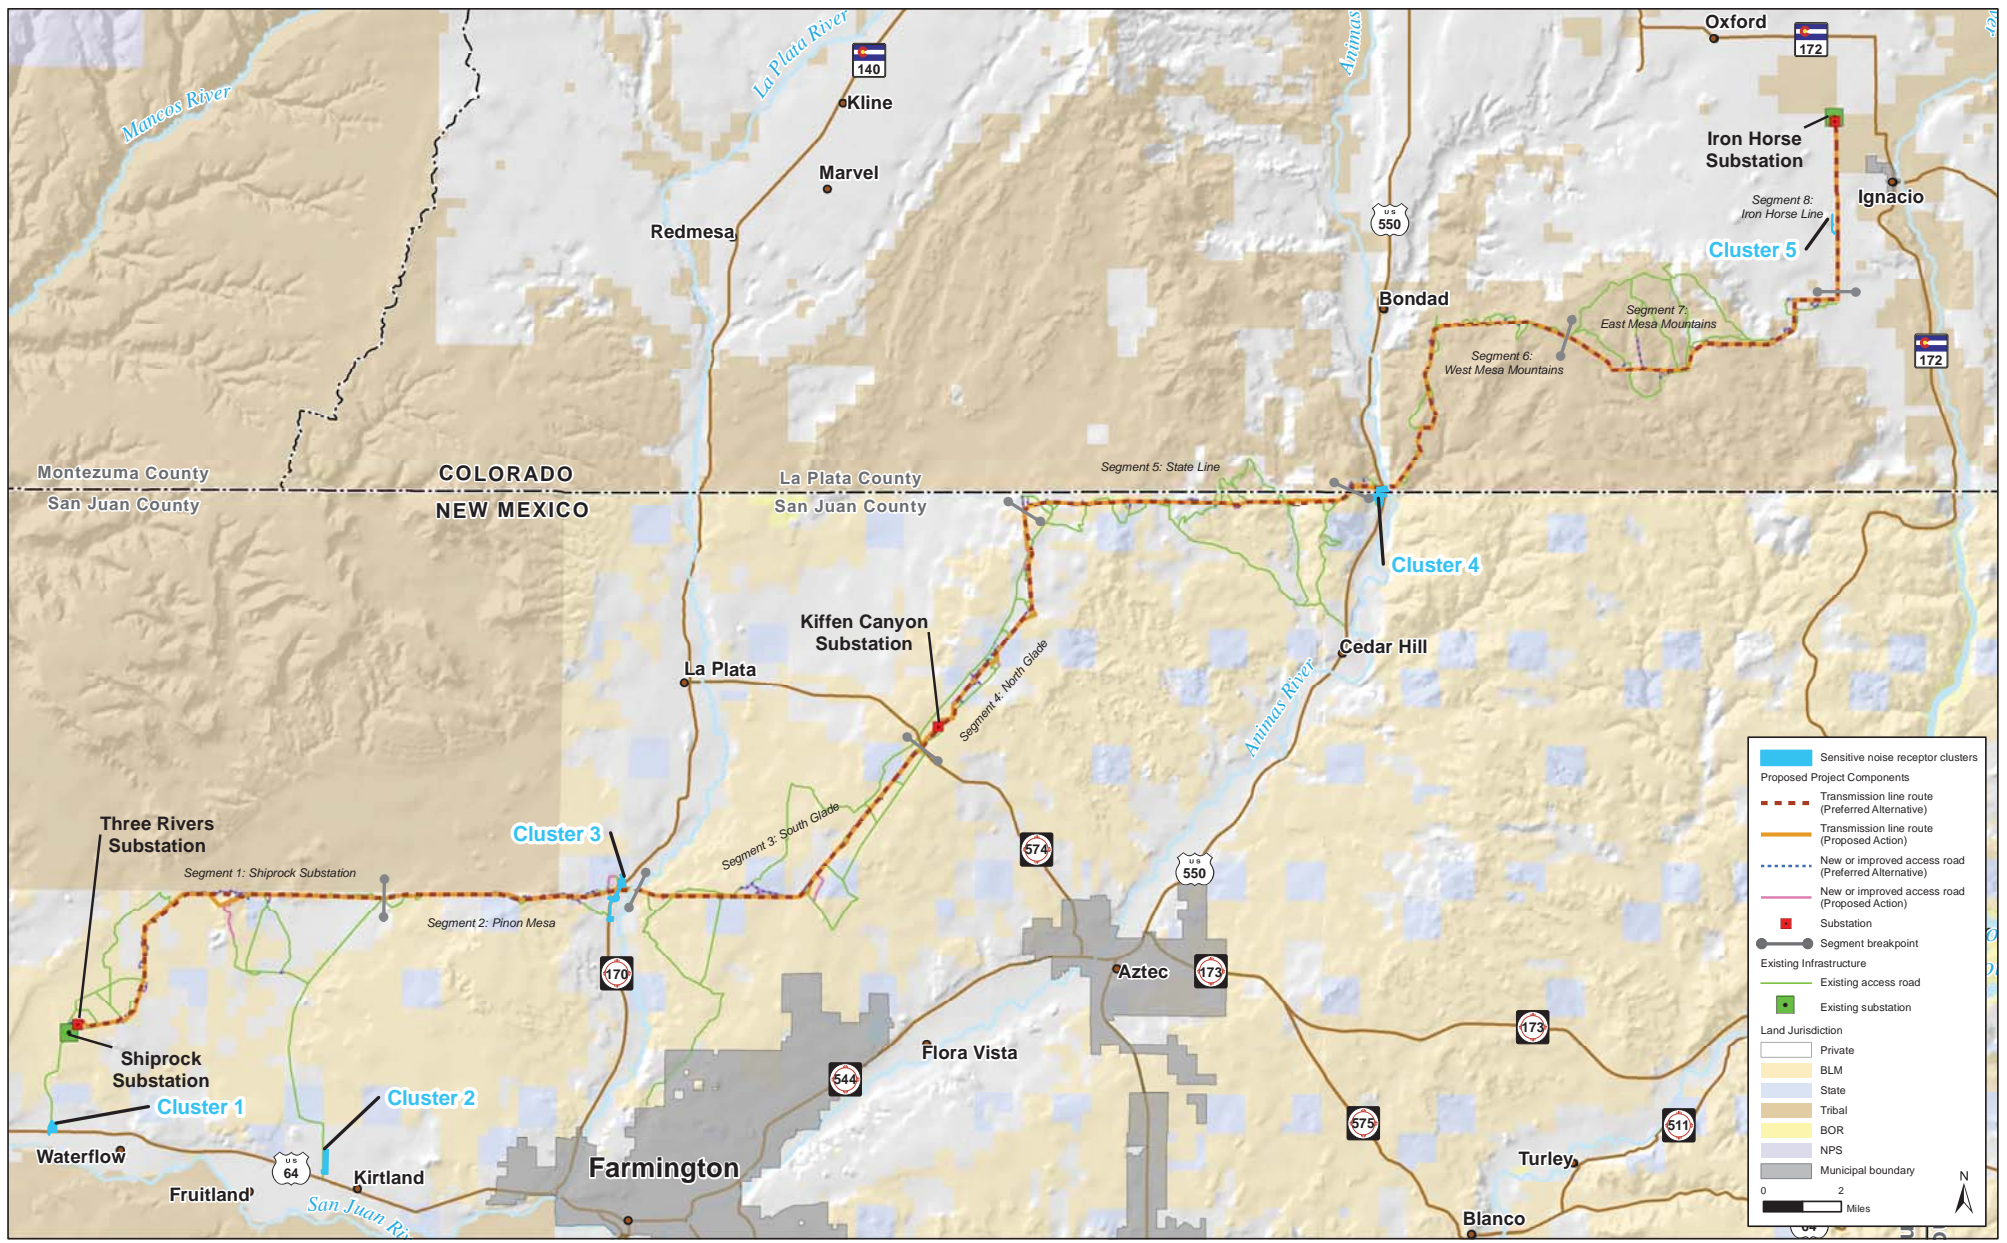 Oxford
172
La Plata River
140
Animas
Mancos River
Kline
Iron Horse
Substation
Marvel
Ignacio
Segment 8:
Iron Horse Line
US
550
Redmesa
Cluster 5
Bondad
Segment 7:
East Mesa Mountains
172
Segment 6:
West Mesa Mountains
Montezuma County
COLORADO
La Plata County
Segment 5: State Line
San Juan County
NEW MEXICO
San Juan County
Cluster 4
Kiffen Canyon
Substation
Cedar Hill
La Plata
Segment 4: North Glade
Animas River
Three Rivers
Substation
Cluster 3
Segment 3: South Glade
574
US
550
Segment 1: Shiprock Substation
Segment 2: Pinon Mesa
170
Aztec
173
173
Flora Vista
Shiprock
Substation
544
Cluster 1
Cluster 2
575
511
Waterflow
US
64
Kirtland
Farmington
Turley
Fruitland
San Juan Ri
Blanco
Sensitive noise receptor clusters
Proposed Project Components
Transmission line route
(Preferred Alternative)
Transmission line route
(Proposed Action)
New or improved access road
(Preferred Alternative)
New or improved access road
(Proposed Action)
Substation
Segment breakpoint
Existing Infrastructure
Existing access road
Existing substation
Land Jurisdiction
Private
BLM
State
Tribal
BOR
NPS
Municipal boundary
0 2
Miles
N